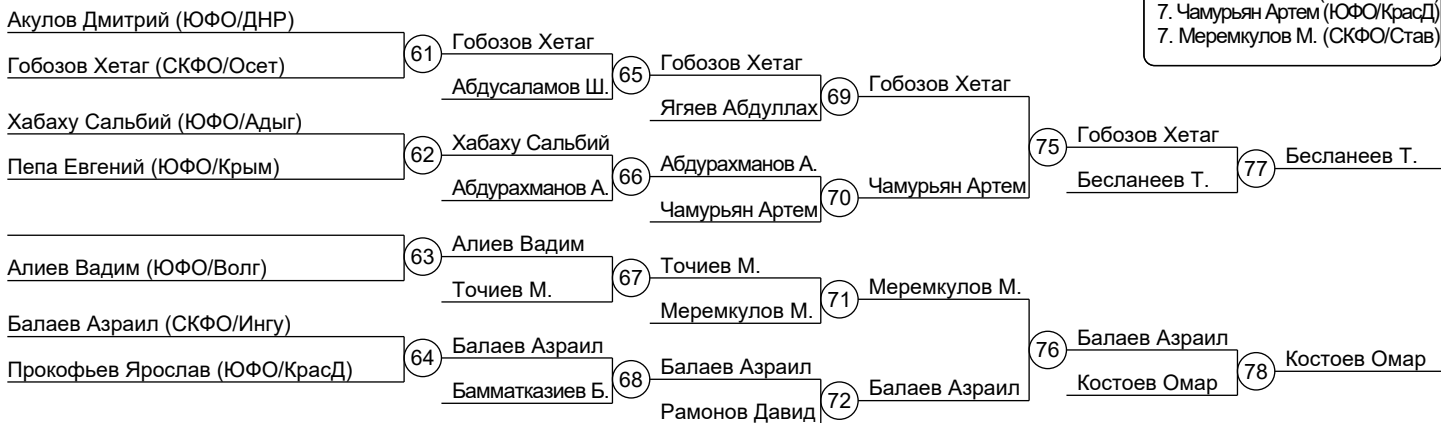 Акулов Дмитрий (ЮФО/ДНР)
Гобозов Хетаг (СКФО/Осет)
61
Гобозов Хетаг
Абдусаламов Ш.
65
Гобозов Хетаг
Ягяев Абдуллах
69
Гобозов Хетаг
7. Чамурьян Артем (ЮФО/КрасД)
7. Меремкулов М. (СКФО/Став)
Хабаху Сальбий (ЮФО/Адыг)
Пепа Евгений (ЮФО/Крым)
62
Хабаху Сальбий
Абдурахманов А.
66
Абдурахманов А.
Чамурьян Артем
70
Чамурьян Артем
75
Гобозов Хетаг
Бесланеев Т.
77
Бесланеев Т.
Алиев Вадим (ЮФО/Волг)
63
Алиев Вадим
Точиев М.
67
Точиев М.
Меремкулов М.
71
Меремкулов М.
Балаев Азраил (СКФО/Ингу)
Прокофьев Ярослав (ЮФО/КрасД)
64
Балаев Азраил
Бамматказиев Б.
68
Балаев Азраил
Рамонов Давид
72
Балаев Азраил
76
Балаев Азраил
Костоев Омар
78
Костоев Омар